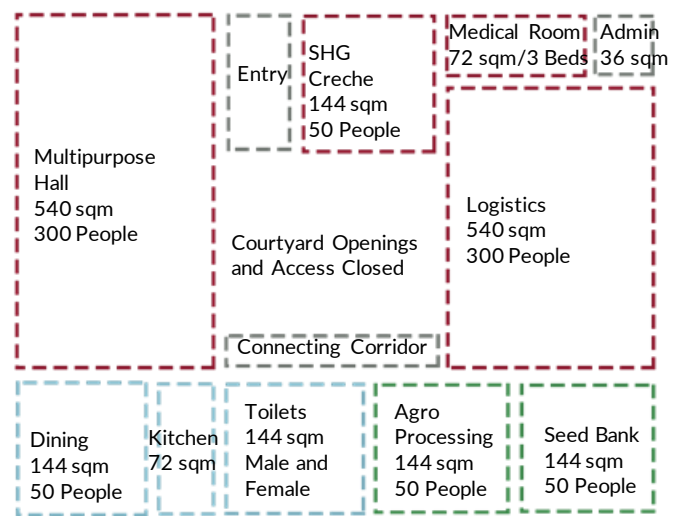 Multipurpose
Hall
540 sqm
300 People
Entry
SHG
Creche
144 sqm
50 People
Medical Room
72 sqm/3 Beds
Admin
36 sqm
Logistics
540 sqm
300 People
Courtyard Openings
and Access Closed
Connecting Corridor
Dining
144 sqm
50 People
Kitchen
72 sqm
Toilets
144 sqm
Male and
Female
Agro
Processing
144 sqm
50 People
Seed Bank
144 sqm
50 People